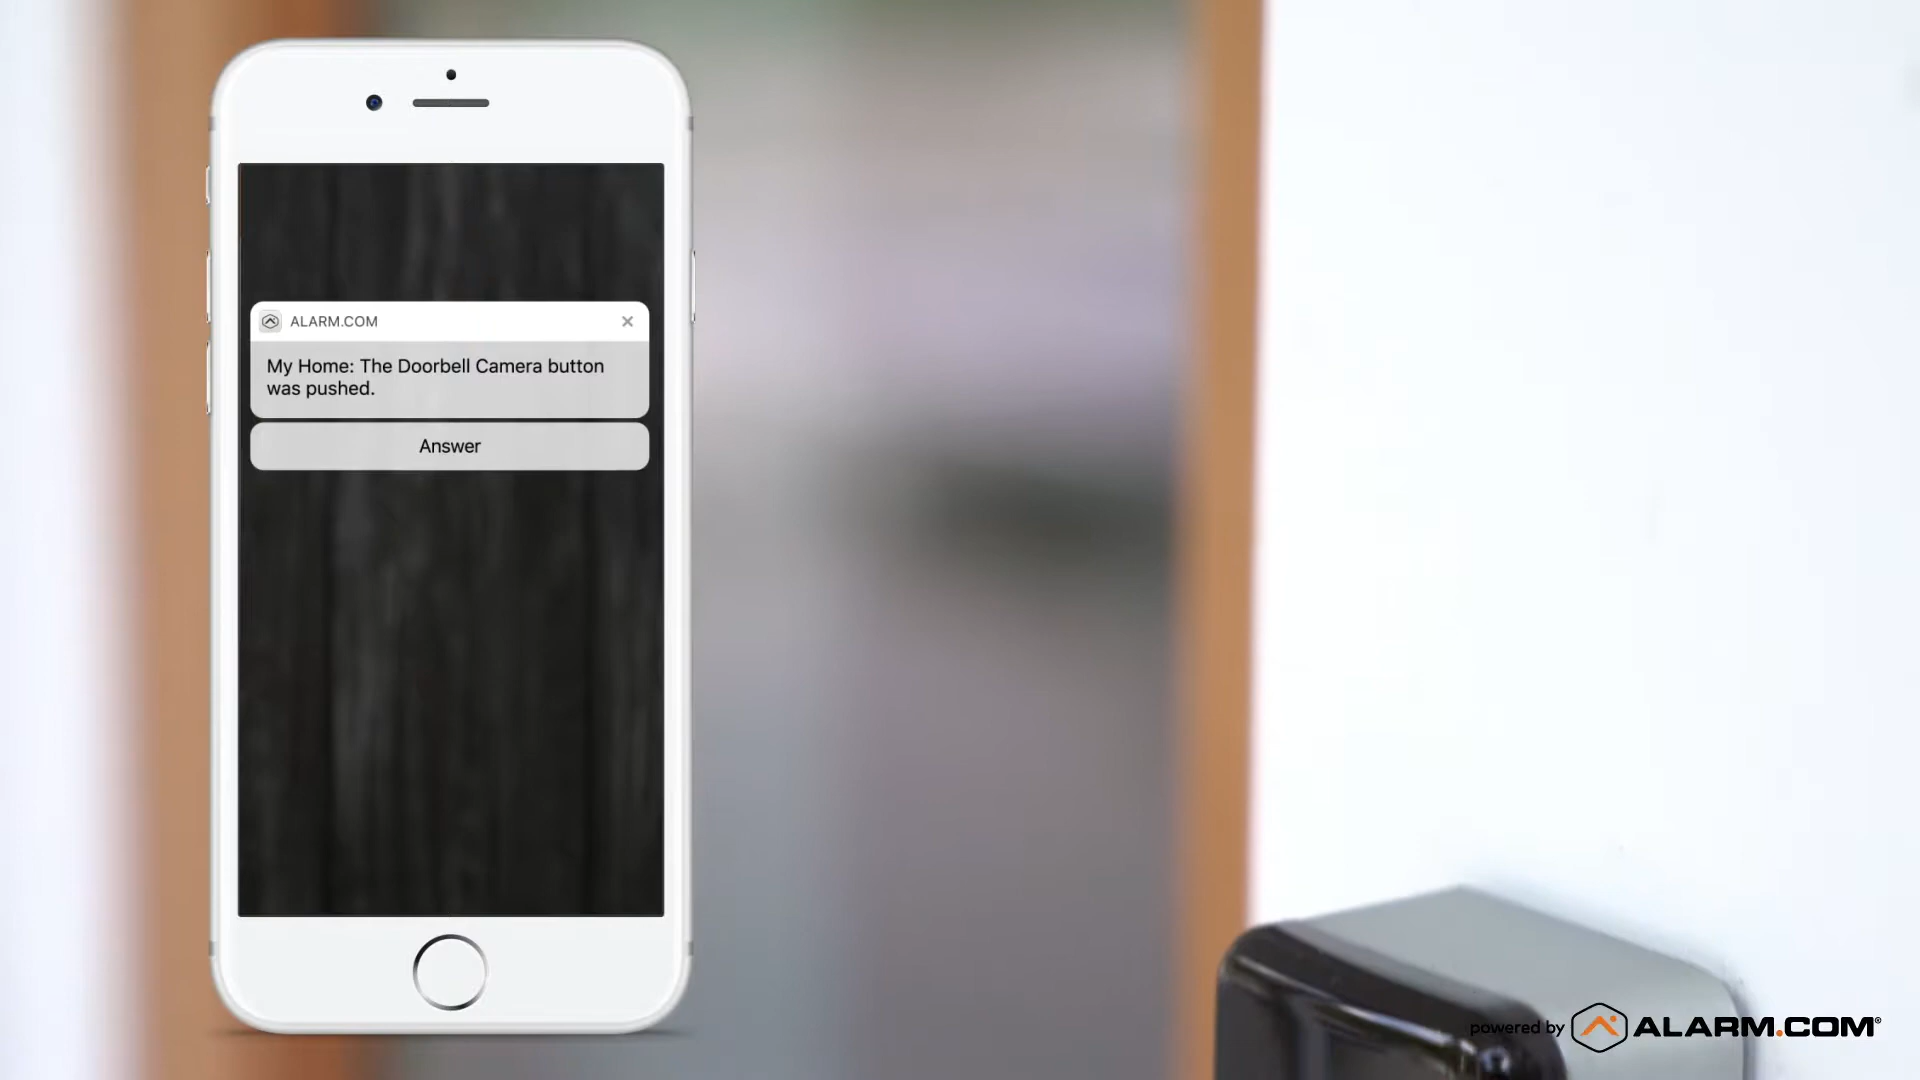 ALARM.COM
My Home: The Doorbell Camera button
was pushed.
Answer
powered by ALARM.COM®